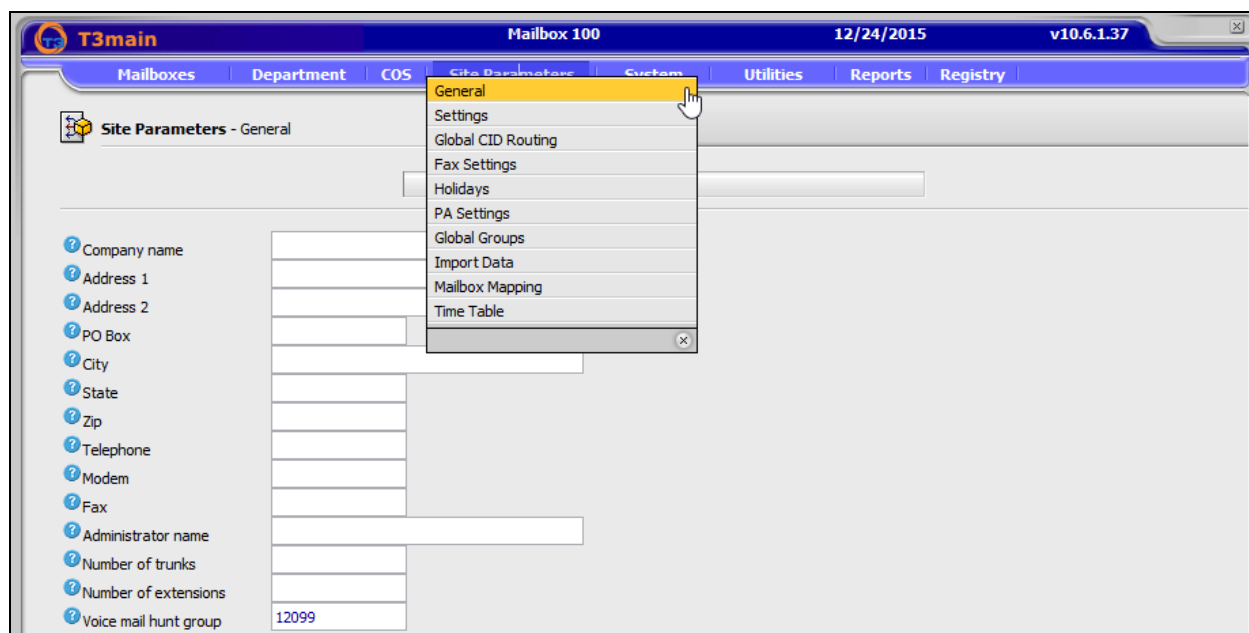 T3 T3main Mailbox 100 12/24/2015 v10.6.1.37
Mailboxes Department COS Site Parameters System Utilities Reports Registry
General
Settings
Global CID Routing
Fax Settings
Holidays
PA Settings
Global Groups
Import Data
Mailbox Mapping
Time Table
Site Parameters - General
Company name
Address 1
Address 2
PO Box
City
State
Zip
Telephone
Modem
Fax
Administrator name
Number of trunks
Number of extensions
Voice mail hunt group 12099